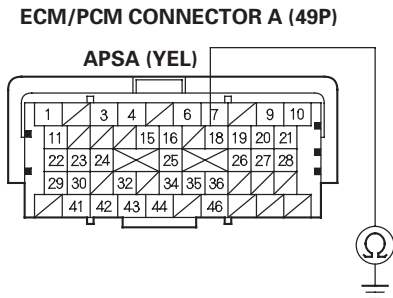 ECM/PCM CONNECTOR A (49P)
APSA (YEL)
1 3 4 6 7 9 10
11 15 16 18 19 20 21
22 23 24 25 26 27 28
29 30 32 34 35 36
41 42 43 44 46
Ω